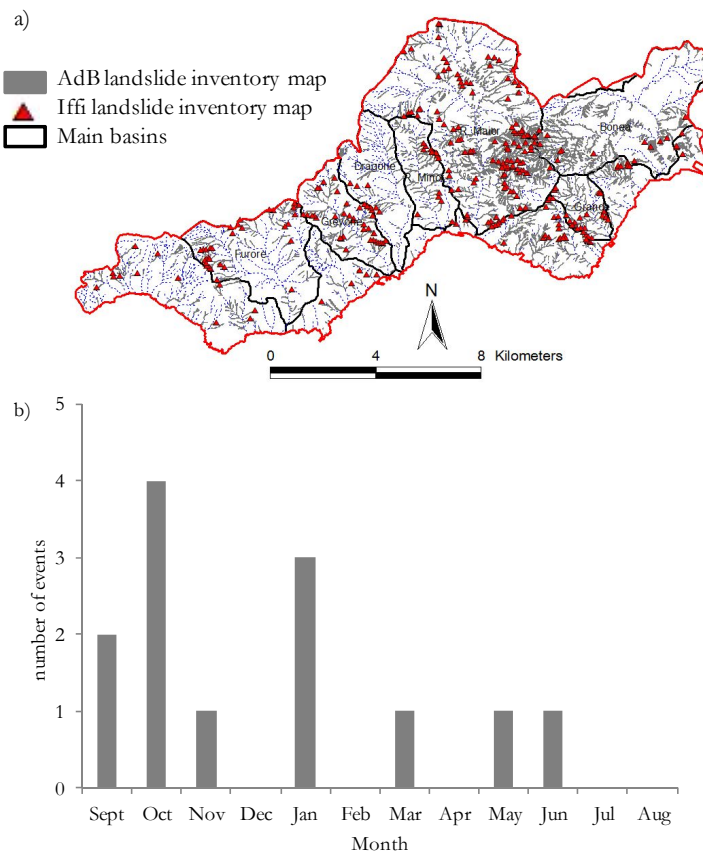 a)
AdB landslide inventory map
Iffi landslide inventory map
Main basins
R. Maior
Bonea
Dragone
R. Minor
Grande
Grevone
Furore
N
0 4 8 Kilometers
b)
5
4
3
2
1
0
number of events
Sept Oct Nov Dec Jan Feb Mar Apr May Jun Jul Aug
Month